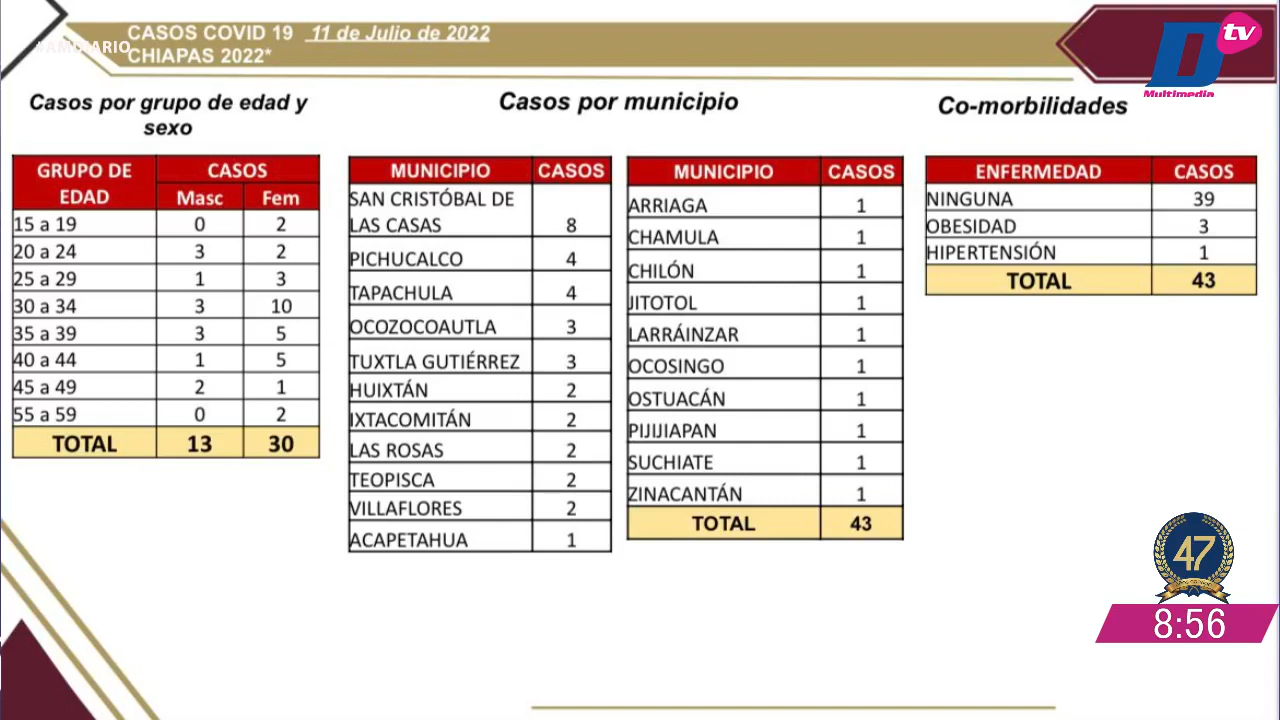 CASOS COVID 19 11 de Julio de 2022
CHIAPAS 2022*
tv
Multimedia
Casos por grupo de edad y
sexo
GRUPO DE EDAD CASOS
Masc Fem
15 a 19 0 2
20 a 24 3 2
25 a 29 1 3
30 a 34 3 10
35 a 39 3 5
40 a 44 1 5
45 a 49 2 1
55 a 59 0 2
TOTAL 13 30
Casos por municipio
MUNICIPIO CASOS
SAN CRISTÓBAL DE
LAS CASAS 8
PICHUCALCO 4
TAPACHULA 4
OCOZOCOAUTLA 3
TUXTLA GUTIÉRREZ 3
HUIXTÁN 2
IXTACOMITÁN 2
LAS ROSAS 2
TEOPISCA 2
VILLAFLORES 2
ACAPETAHUA 1
MUNICIPIO CASOS
ARRIAGA 1
CHAMULA 1
CHILÓN 1
JITOTOL 1
LARRÁINZAR 1
OCOSINGO 1
OSTUACÁN 1
PIJIJIAPAN 1
SUCHIATE 1
ZINACANTÁN 1
TOTAL 43
Co-morbilidades
ENFERMEDAD CASOS
NINGUNA 39
OBESIDAD 3
HIPERTENSIÓN 1
TOTAL 43
47
8:56